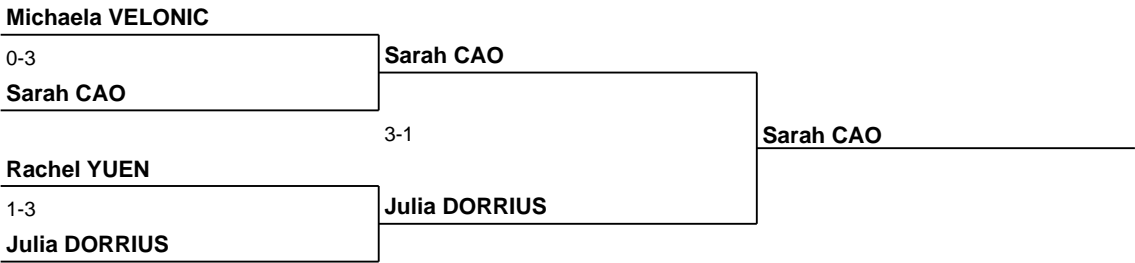 Michaela VELONIC
0-3
Sarah CAO
Sarah CAO
3-1
Sarah CAO
Rachel YUEN
1-3
Julia DORRIUS
Julia DORRIUS